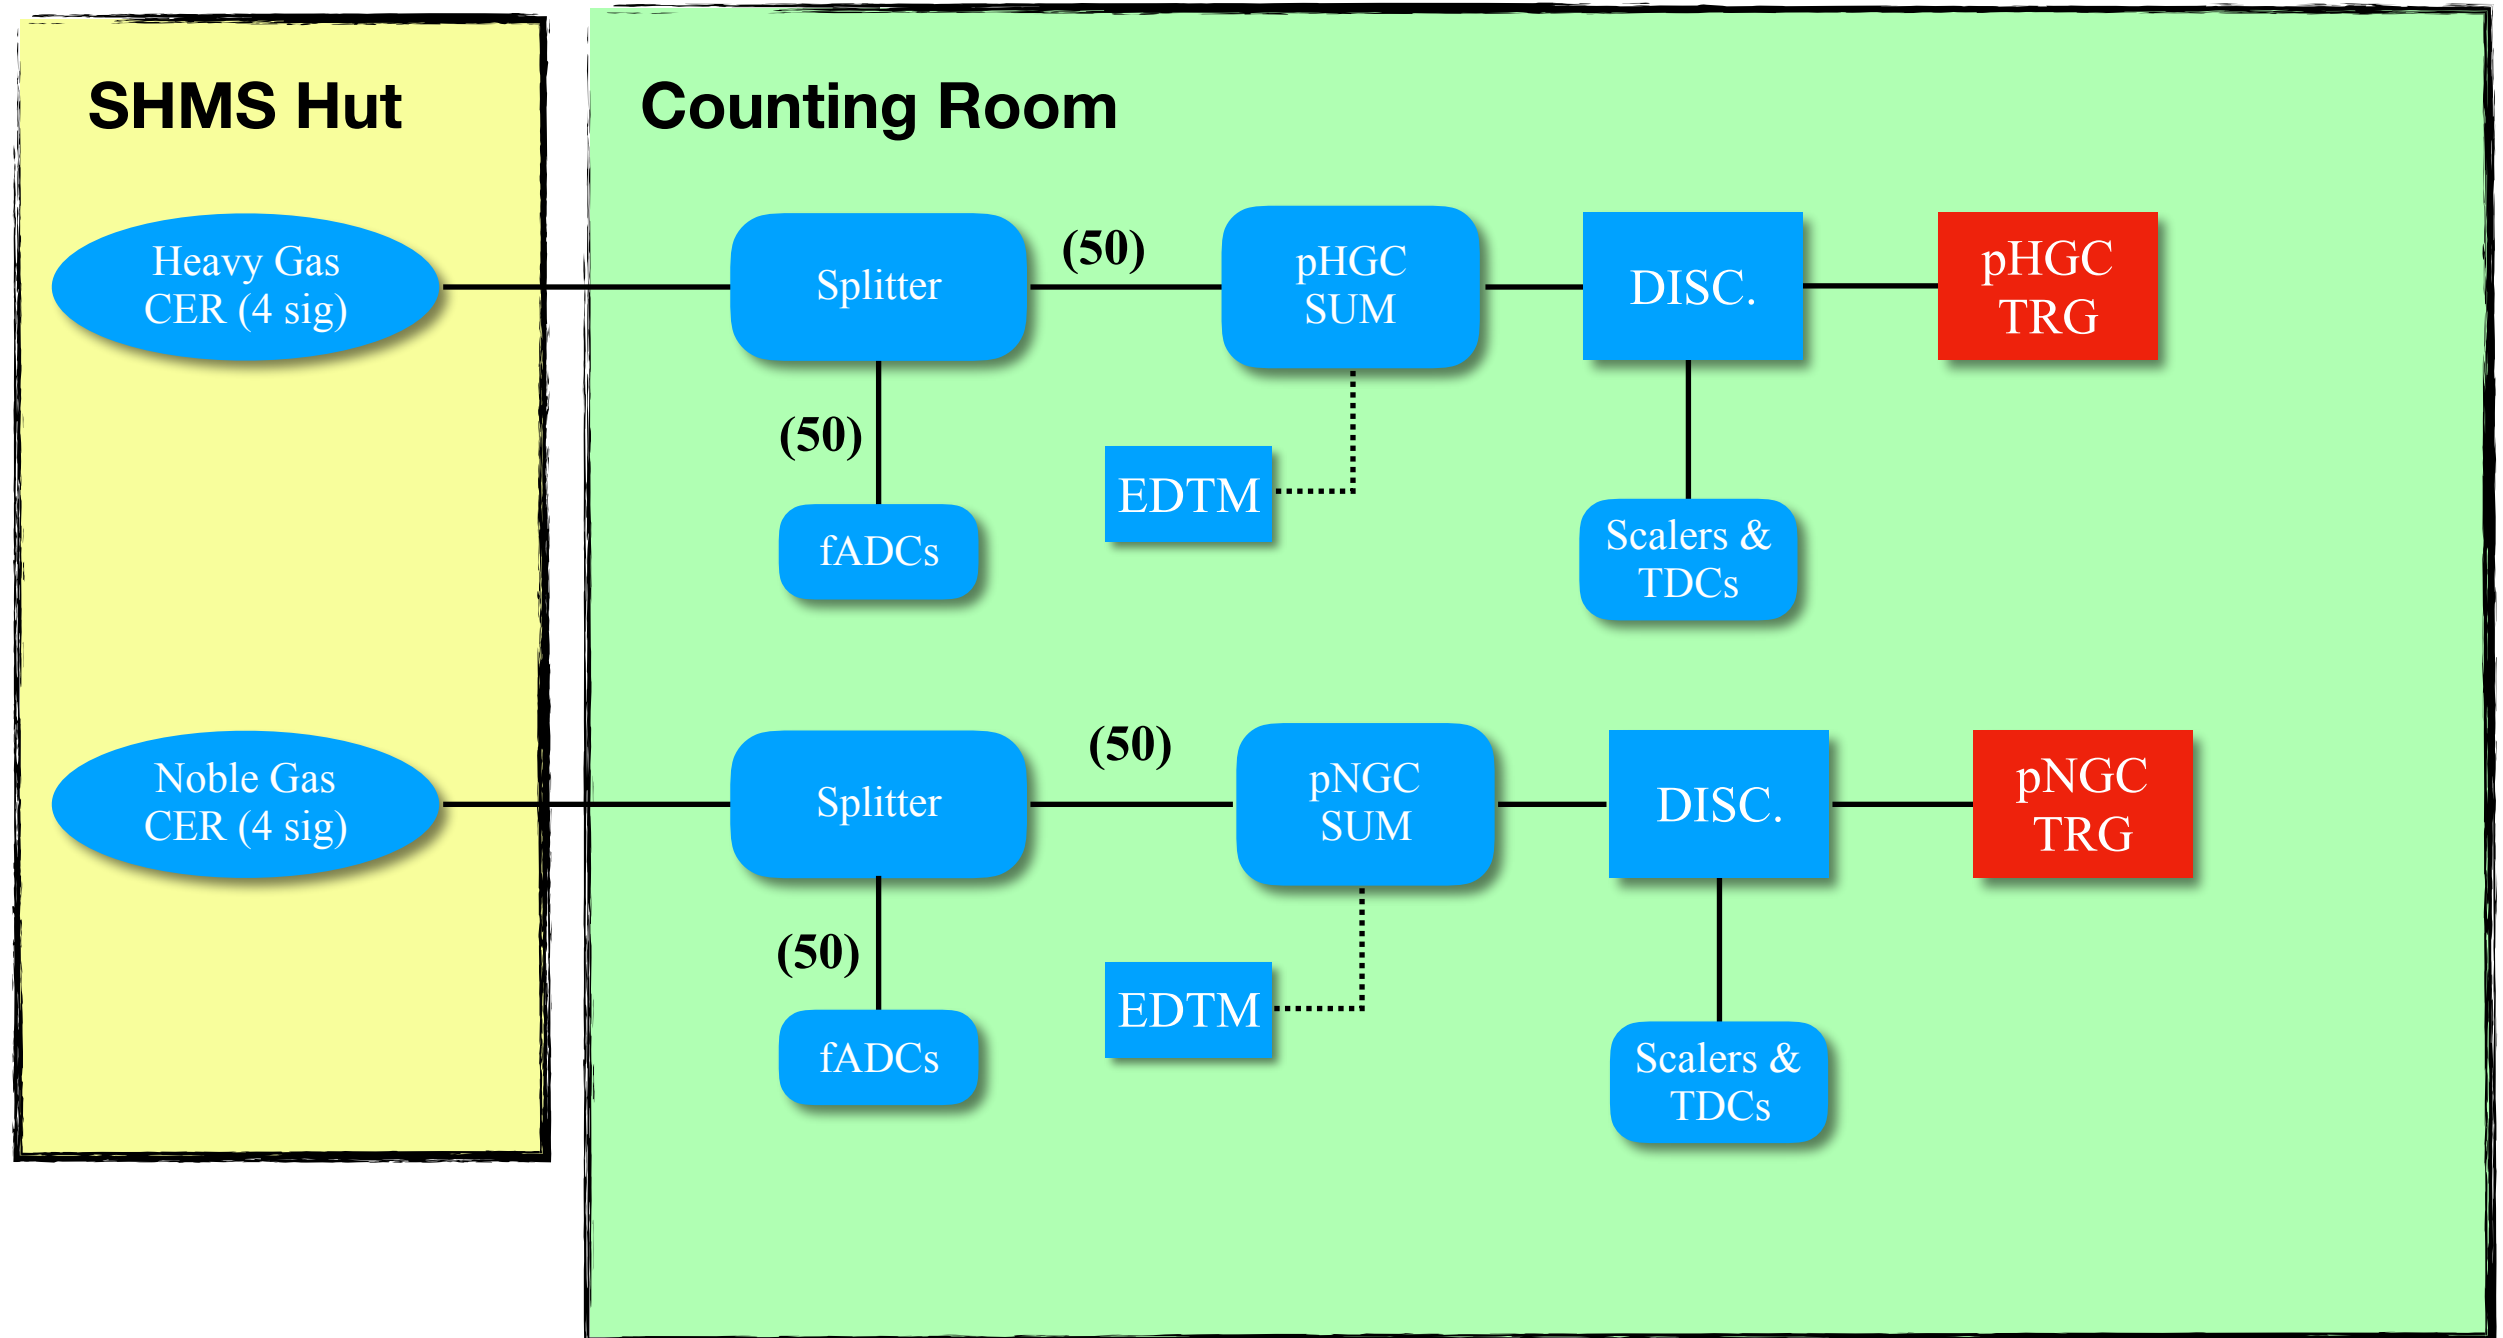 SHMS Hut
Counting Room
Heavy Gas
CER (4 sig)
Splitter
(50)
pHGC
SUM
DISC.
pHGC
TRG
(50)
EDTM
fADCs
Scalers &
TDCs
Noble Gas
CER (4 sig)
Splitter
(50)
pNGC
SUM
DISC.
pNGC
TRG
(50)
EDTM
fADCs
Scalers &
TDCs